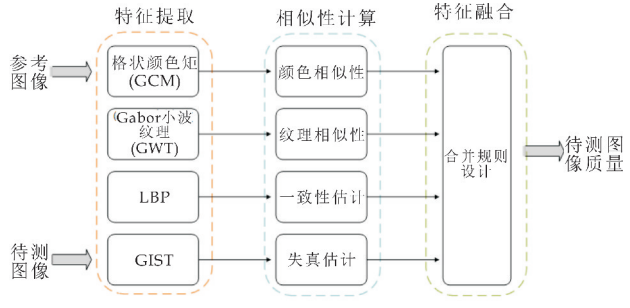 特征提取
相似性计算
特征融合
参考
图像
格状颜色矩
(GCM)
颜色相似性
(Gabor小波
纹理
(GWT)
纹理相似性
合并规则
设计
待测图
像质量
LBP
一致性估计
待测
图像
GIST
失真估计